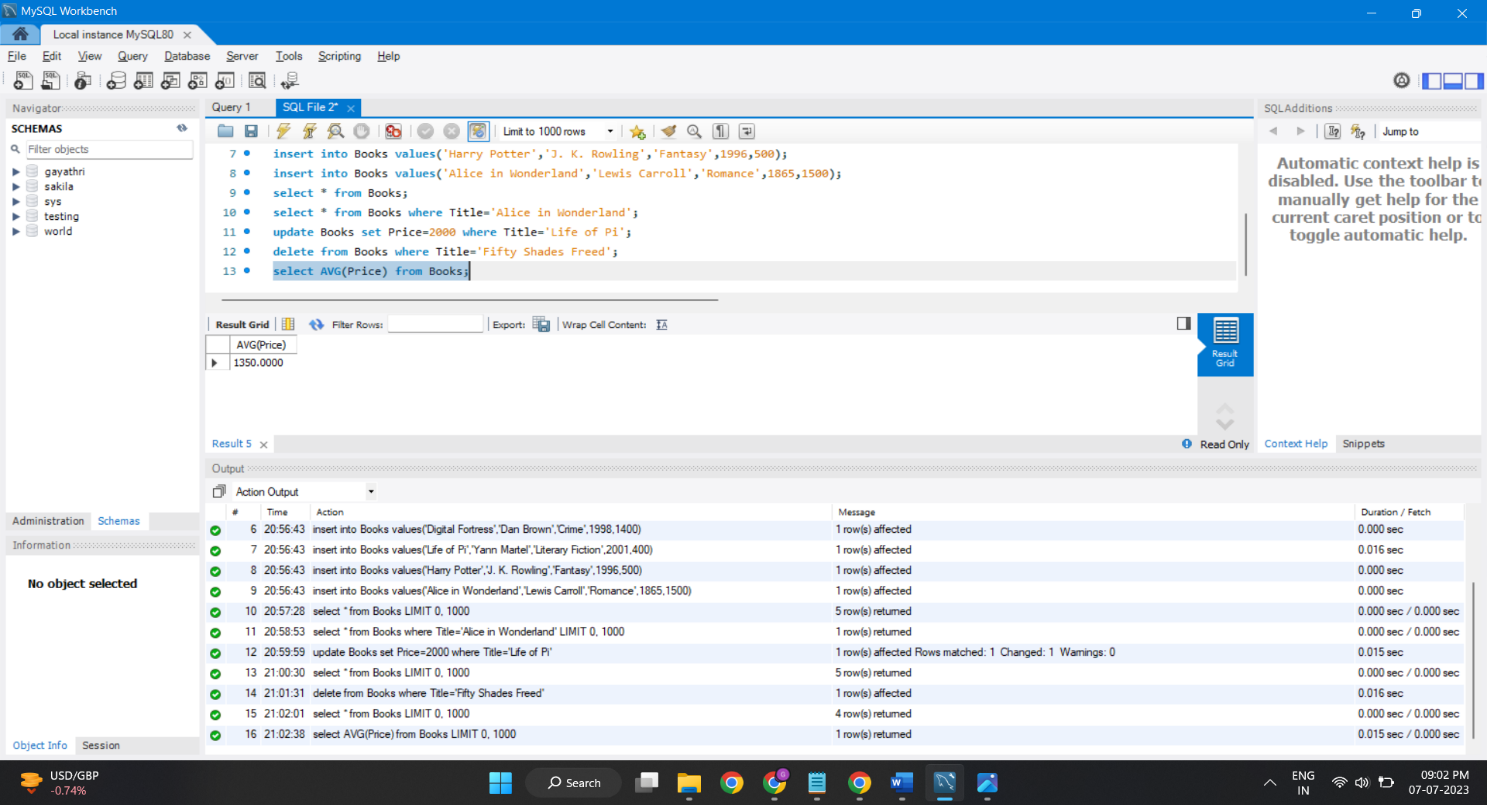 MySQL Workbench
Local instance MySQL80
File Edit View Query Database Server Tools Scripting Help
Navigator
SCHEMAS
Filter objects
gayathri
sakila
sys
testing
world
Administration Schemas
Information
No object selected
Object Info Session
Query 1 SQL File 2*
Limit to 1000 rows
7 insert into Books values('Harry Potter','J. K. Rowling','Fantasy',1996,500);
8 insert into Books values('Alice in Wonderland','Lewis Carroll','Romance',1865,1500);
9 select * from Books;
10 select * from Books where Title='Alice in Wonderland';
11 update Books set Price=2000 where Title='Life of Pi';
12 delete from Books where Title='Fifty Shades Freed';
13 select AVG(Price) from Books;
Result Grid Filter Rows: Export: Wrap Cell Content:
AVG(Price)
1350.0000
Result
Grid
Result 5 Read Only
SQLAdditions
Jump to
Automatic context help is
disabled. Use the toolbar to
manually get help for the
current caret position or to
toggle automatic help.
Context Help Snippets
Output
Action Output
# Time Action Message Duration / Fetch
6 20:56:43 insert into Books values('Digital Fortress','Dan Brown','Crime',1998,1400) 1 row(s) affected 0.000 sec
7 20:56:43 insert into Books values('Life of Pi','Yann Martel','Literary Fiction',2001,400) 1 row(s) affected 0.016 sec
8 20:56:43 insert into Books values('Harry Potter','J. K. Rowling','Fantasy',1996,500) 1 row(s) affected 0.000 sec
9 20:56:43 insert into Books values('Alice in Wonderland','Lewis Carroll','Romance',1865,1500) 1 row(s) affected 0.000 sec
10 20:57:28 select * from Books LIMIT 0, 1000 5 row(s) returned 0.000 sec / 0.000 sec
11 20:58:53 select * from Books where Title='Alice in Wonderland' LIMIT 0, 1000 1 row(s) returned 0.000 sec / 0.000 sec
12 20:59:59 update Books set Price=2000 where Title='Life of Pi' 1 row(s) affected Rows matched: 1 Changed: 1 Warnings: 0 0.015 sec
13 21:00:30 select * from Books LIMIT 0, 1000 5 row(s) returned 0.000 sec / 0.000 sec
14 21:01:31 delete from Books where Title='Fifty Shades Freed' 1 row(s) affected 0.016 sec
15 21:02:01 select * from Books LIMIT 0, 1000 4 row(s) returned 0.000 sec / 0.000 sec
16 21:02:38 select AVG(Price) from Books LIMIT 0, 1000 1 row(s) returned 0.015 sec / 0.000 sec
USD/GBP
-0.74%
Search
ENG
IN
09:02 PM
07-07-2023